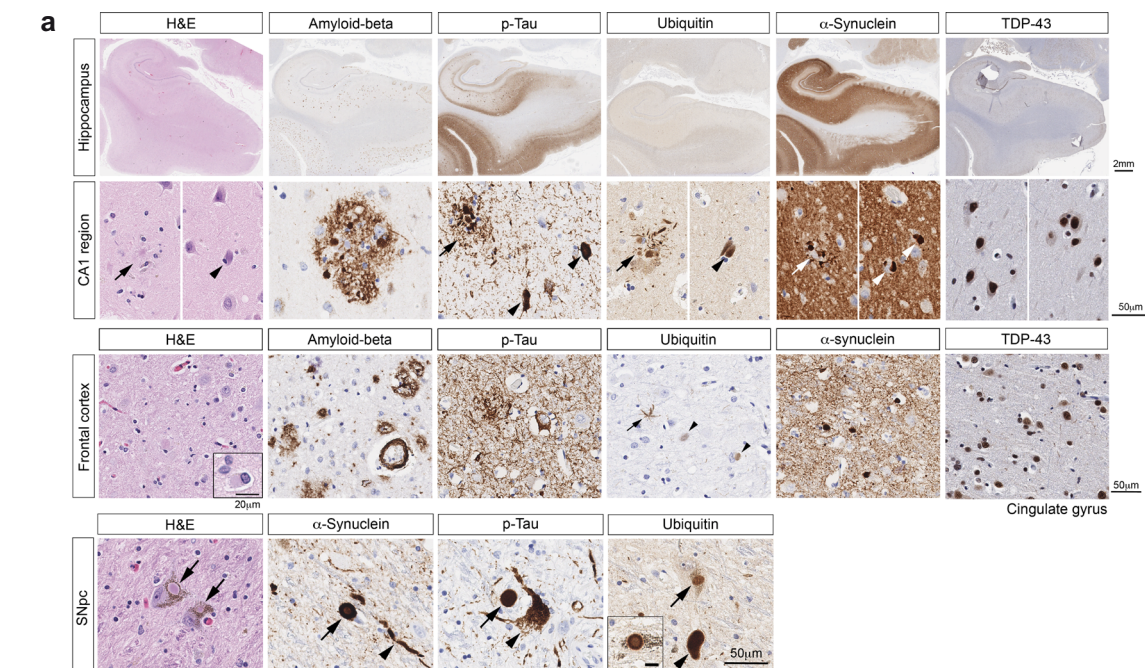 a
H&E Amyloid-beta p-Tau Ubiquitin α-Synuclein TDP-43
Hippocampus
2mm
CA1 region
50μm
H&E Amyloid-beta p-Tau Ubiquitin α-synuclein TDP-43
Frontal cortex
20μm
50μm
Cingulate gyrus
H&E α-Synuclein p-Tau Ubiquitin
SNpc
50μm